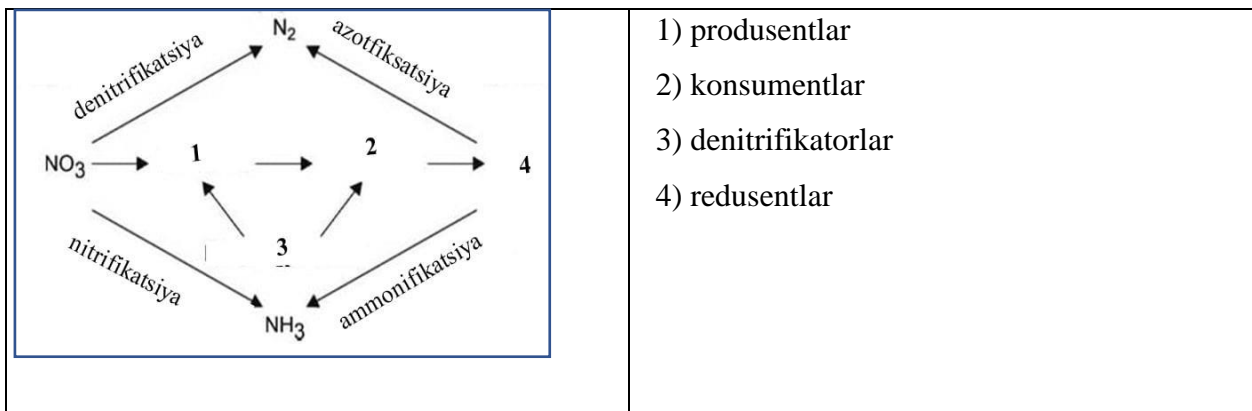 N2
denitrifikatsiya
azotfiksatsiya
NO3
1
2
4
3
nitrifikatsiya
ammonifikatsiya
NH3
1) produsentlar
2) konsumentlar
3) denitrifikatorlar
4) redusentlar